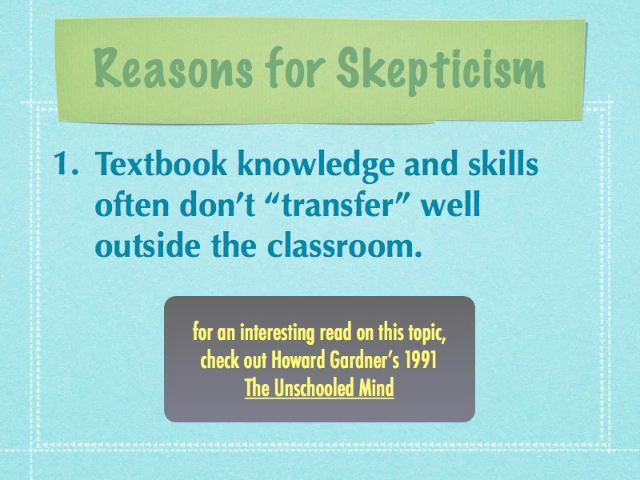 Reasons for Skepticism
1. Textbook knowledge and skills
often don’t “transfer” well
outside the classroom.
for an interesting read on this topic,
check out Howard Gardner’s 1991
The Unschooled Mind